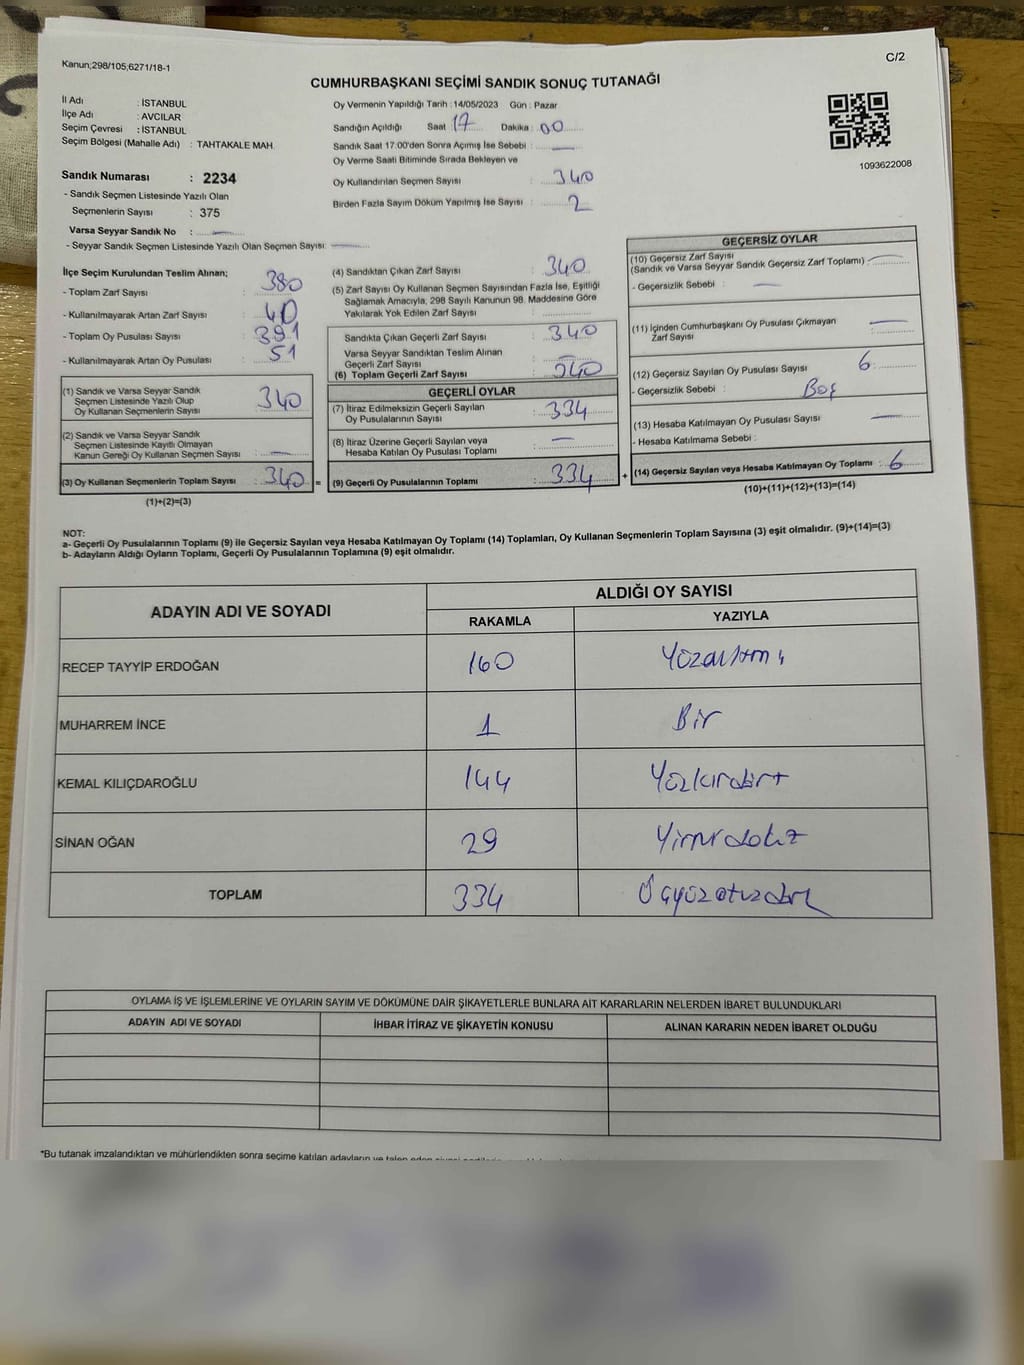 Kanun;298/105,6271/18-1
C/2
CUMHURBAŞKANI SEÇİMİ SANDIK SONUÇ TUTANAĞI
İl Adı : İSTANBUL
İlçe Adı : AVCILAR
Seçim Çevresi : İSTANBUL
Seçim Bölgesi (Mahalle Adı) : TAHTAKALE MAH.
Oy Vermenin Yapıldığı Tarih : 14/05/2023 Gün : Pazar
Sandığın Açıldığı Saat 17 Dakika : 00
Sandık Saat 17:00'den Sonra Açımış İse Sebebi : —
Oy Verme Saati Bitiminde Sırada Bekleyen ve
Oy Kullandırılan Seçmen Sayısı : 340
Birden Fazla Sayım Döküm Yapılmış İse Sayısı : 2
1093622008
Sandık Numarası : 2234
- Sandık Seçmen Listesinde Yazılı Olan
Seçmenlerin Sayısı : 375
Varsa Seyyar Sandık No : —
- Seyyar Sandık Seçmen Listesinde Yazılı Olan Seçmen Sayısı: —
İlçe Seçim Kurulundan Teslim Alınan;
- Toplam Zarf Sayısı : 380
- Kullanılmayarak Artan Zarf Sayısı : 40
- Toplam Oy Pusulası Sayısı : 391
- Kullanılmayarak Artan Oy Pusulası : 51
(1) Sandık ve Varsa Seyyar Sandık
Seçmen Listesinde Yazılı Olup
Oy Kullanan Seçmenlerin Sayısı : 340
(2) Sandık ve Varsa Seyyar Sandık
Seçmen Listesinde Kayıtlı Olmayan
Kanun Gereği Oy Kullanan Seçmen Sayısı : —
(3) Oy Kullanan Seçmenlerin Toplam Sayısı : 340 =
(1)+(2)=(3)
(4) Sandıktan Çıkan Zarf Sayısı : 340
(5) Zarf Sayısı Oy Kullanan Seçmen Sayısından Fazla İse, Eşitliği
Sağlamak Amacıyla, 298 Sayılı Kanunun 98. Maddesine Göre
Yakılarak Yok Edilen Zarf Sayısı :
Sandıkta Çıkan Geçerli Zarf Sayısı : 340
Varsa Seyyar Sandıktan Teslim Alınan
Geçerli Zarf Sayısı : —
(6) Toplam Geçerli Zarf Sayısı : 340
GEÇERLİ OYLAR
(7) İtiraz Edilmeksizin Geçerli Sayılan
Oy Pusulalarının Sayısı : 334
(8) İtiraz Üzerine Geçerli Sayılan veya
Hesaba Katılan Oy Pusulası Toplamı : —
(9) Geçerli Oy Pusulalarının Toplamı : 334 +
GEÇERSİZ OYLAR
(10) Geçersiz Zarf Sayısı
(Sandık ve Varsa Seyyar Sandık Geçersiz Zarf Toplamı) : —
- Geçersizlik Sebebi : —
(11) İçinden Cumhurbaşkanı Oy Pusulası Çıkmayan
Zarf Sayısı : —
(12) Geçersiz Sayılan Oy Pusulası Sayısı : 6
- Geçersizlik Sebebi : Boş
(13) Hesaba Katılmayan Oy Pusulası Sayısı : —
- Hesaba Katılmama Sebebi :
(14) Geçersiz Sayılan veya Hesaba Katılmayan Oy Toplamı : 6
(10)+(11)+(12)+(13)=(14)
NOT:
a- Geçerli Oy Pusulalarının Toplamı (9) ile Geçersiz Sayılan veya Hesaba Katılmayan Oy Toplamı (14) Toplamları, Oy Kullanan Seçmenlerin Toplam Sayısına (3) eşit olmalıdır. (9)+(14)=(3)
b- Adayların Aldığı Oyların Toplamı, Geçerli Oy Pusulalarının Toplamına (9) eşit olmalıdır.
ADAYIN ADI VE SOYADI ALDIĞI OY SAYISI
RAKAMLA YAZIYLA
RECEP TAYYİP ERDOĞAN 160 Yüzaltmı
MUHARREM İNCE 1 Bir
KEMAL KILIÇDAROĞLU 144 Yüzkırdört
SİNAN OĞAN 29 Yirmidokuz
TOPLAM 334 Üçyüzotuzdört
OYLAMA İŞ VE İŞLEMLERİNE VE OYLARIN SAYIM VE DÖKÜMÜNE DAİR ŞİKAYETLERLE BUNLARA AİT KARARLARIN NELERDEN İBARET BULUNDUKLARI
ADAYIN ADI VE SOYADI İHBAR İTİRAZ VE ŞİKAYETİN KONUSU ALINAN KARARIN NEDEN İBARET OLDUĞU
*Bu tutanak imzalandıktan ve mühürlendikten sonra seçime katılan adayların ve talep eden siyasi